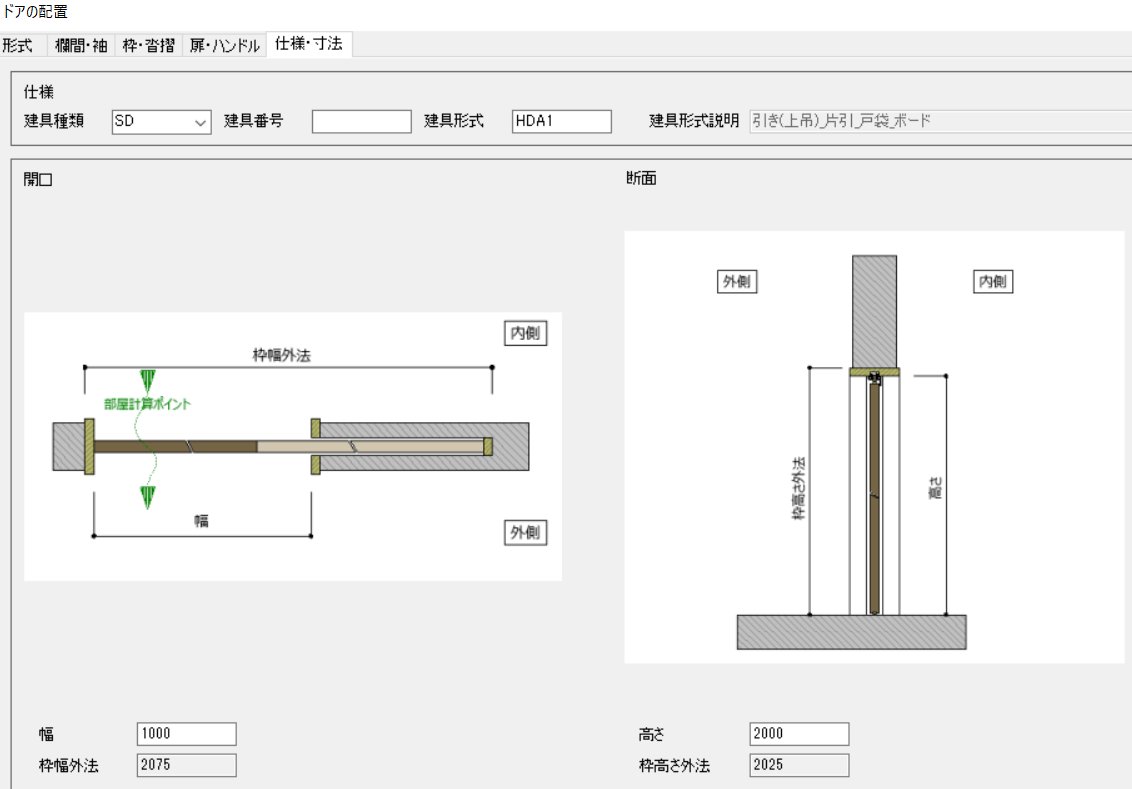 ドアの配置
形式 欄間・袖 枠・沓摺 扉・ハンドル 仕様・寸法
仕様
建具種類 SD 建具番号 建具形式 HDA1 建具形式説明 引き(上吊)_片引_戸袋_ボード
開口
断面
外側 内側
内側
枠幅外法
部屋計算ポイント
枠高さ外法 高さ
幅
外側
幅 1000 高さ 2000
枠幅外法 2075 枠高さ外法 2025